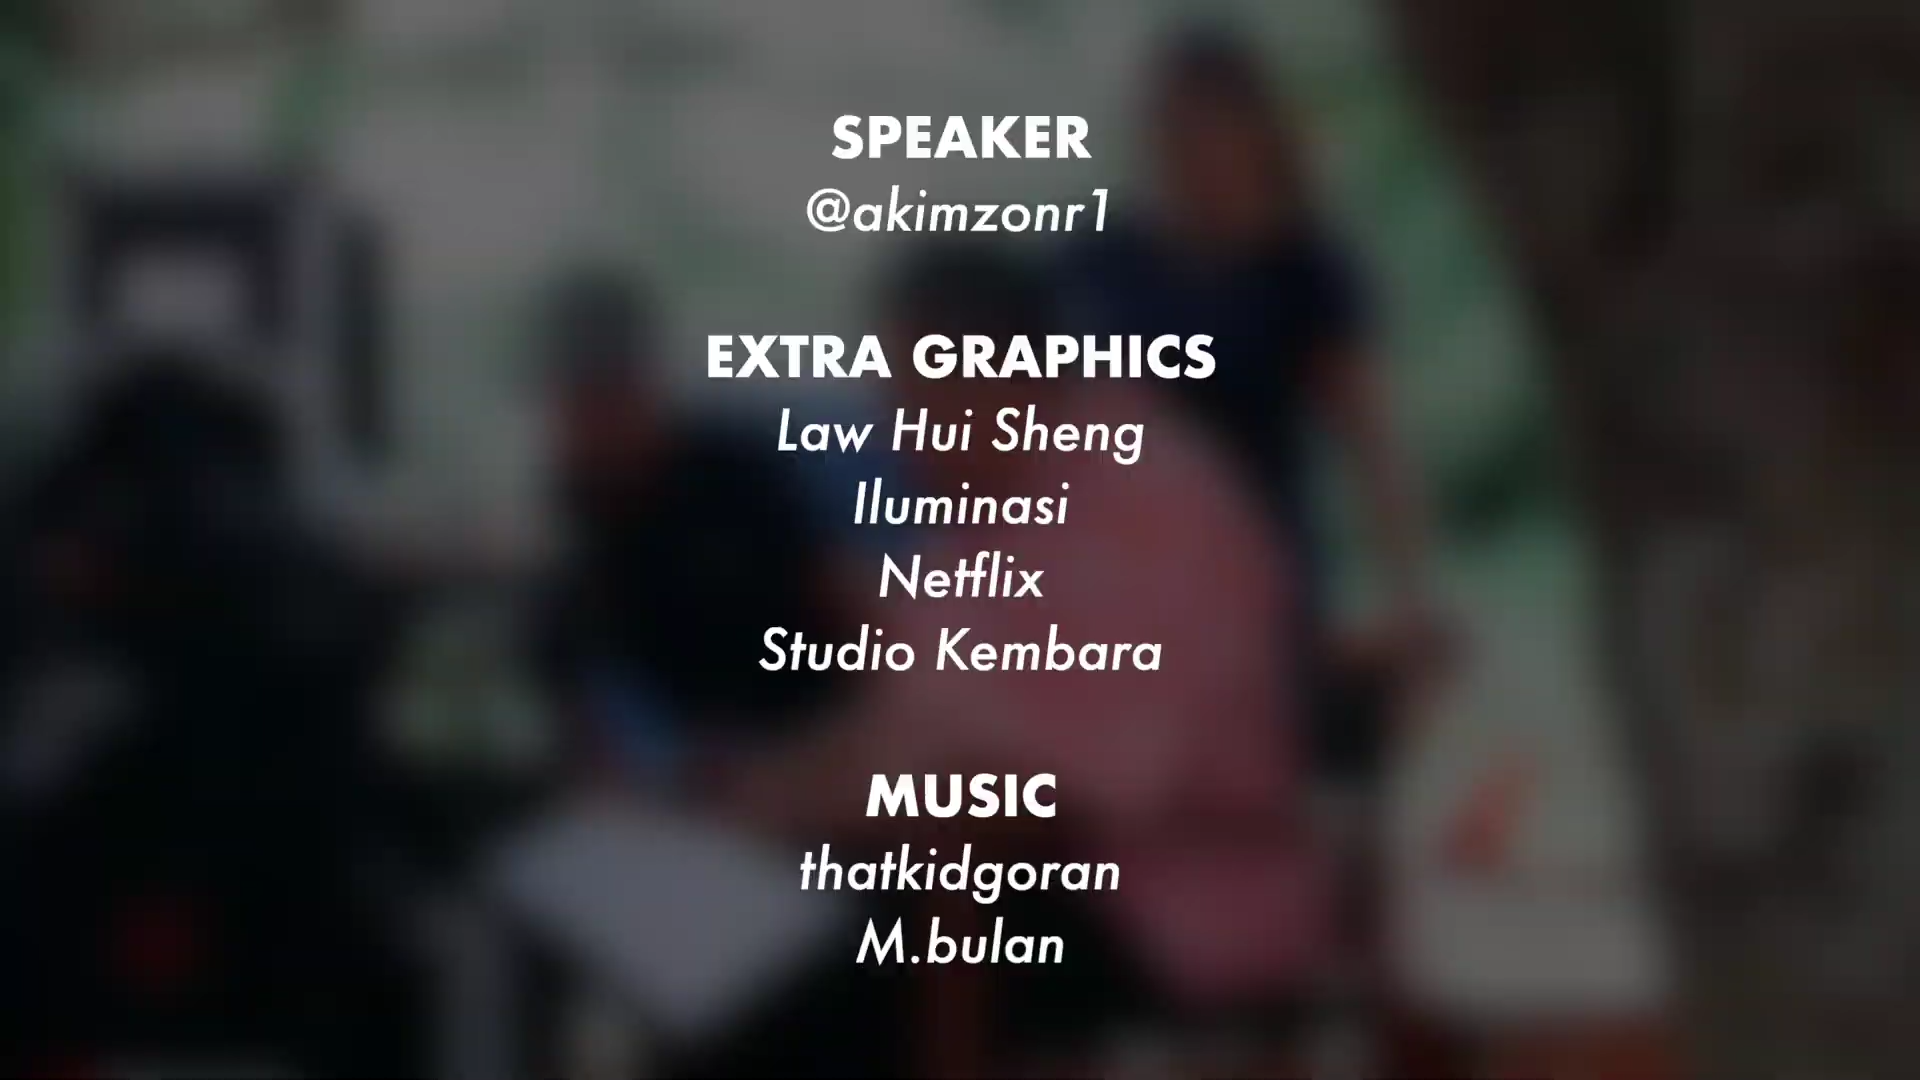 SPEAKER
@akimzonr1
EXTRA GRAPHICS
Law Hui Sheng
Iluminasi
Netflix
Studio Kembara
MUSIC
thatkidgoran
M.bulan